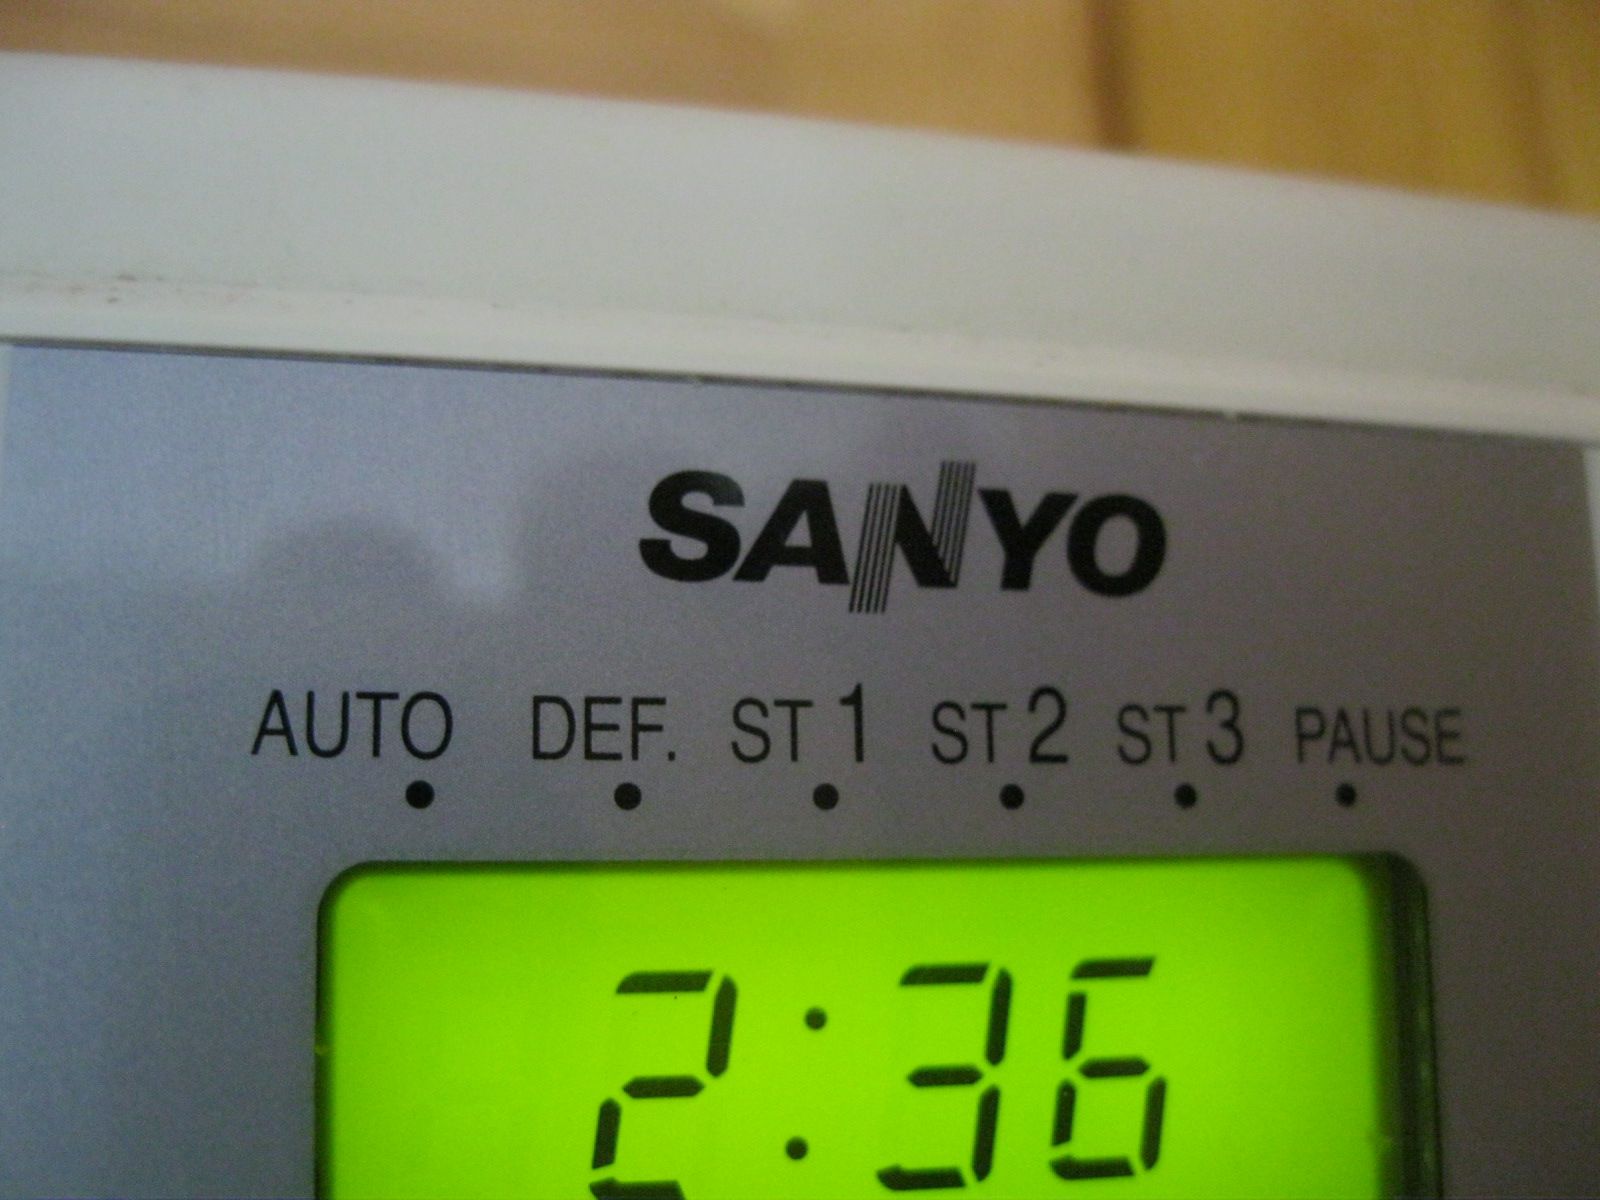 SANYO
AUTO DEF. ST 1 ST 2 ST 3 PAUSE
2:36